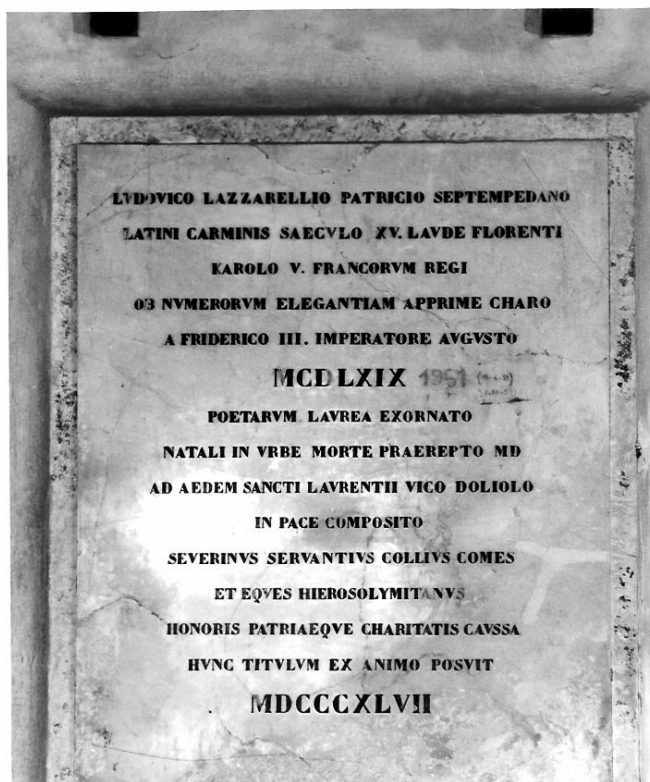 LVDOVICO LAZZARELLIO PATRICIO SEPTEMPEDANO
LATINI CARMINIS SAECVLO XV. LAVDE FLORENTI
KAROLO V. FRANCORVM REGI
OB NVMERORVM ELEGANTIAM APPRIME CHARO
A FRIDERICO III. IMPERATORE AVGVSTO
MCDLXIX 1951
POETARVM LAVREA EXORNATO
NATALI IN VRBE MORTE PRAEREPTO MD
AD AEDEM SANCTI LAVRENTII VICO DOLIOLO
IN PACE COMPOSITO
SEVERINVS SERVANTIVS COLLIVS COMES
ET EQVES HIEROSOLYMITANVS
HONORIS PATRIAEQVE CHARITATIS CAVSSA
HVNC TITVLVM EX ANIMO POSVIT
MDCCCXLVII